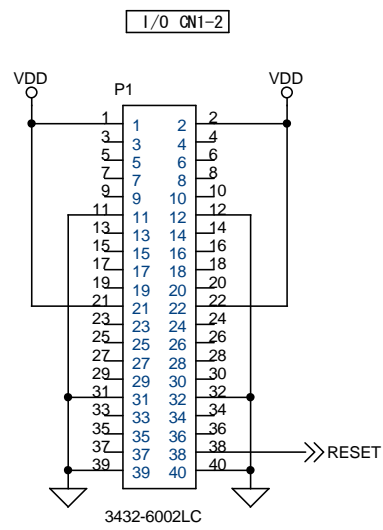 I/O CN1-2
VDD VDD
P1
1 1 2 2
3 3 4 4
5 5 6 6
7 7 8 8
9 9 10 10
11 11 12 12
13 13 14 14
15 15 16 16
17 17 18 18
19 19 20 20
21 21 22 22
23 23 24 24
25 25 26 26
27 27 28 28
29 29 30 30
31 31 32 32
33 33 34 34
35 35 36 36
37 37 38 38 RESET
39 39 40 40
3432-6002LC